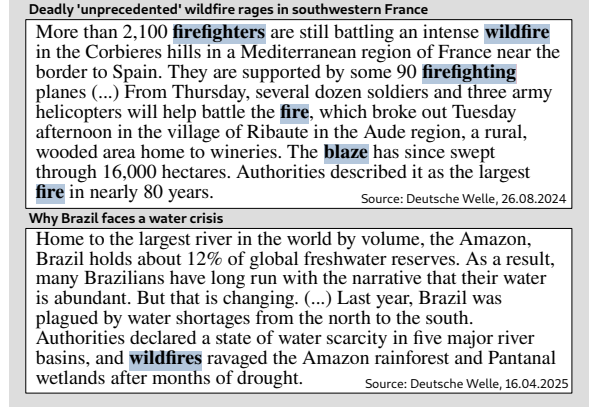 Deadly 'unprecedented' wildfire rages in southwestern France
More than 2,100 firefighters are still battling an intense wildfire
in the Corbieres hills in a Mediterranean region of France near the
border to Spain. They are supported by some 90 firefighting
planes (...) From Thursday, several dozen soldiers and three army
helicopters will help battle the fire, which broke out Tuesday
afternoon in the village of Ribaute in the Aude region, a rural,
wooded area home to wineries. The blaze has since swept
through 16,000 hectares. Authorities described it as the largest
fire in nearly 80 years.
Source: Deutsche Welle, 26.08.2024
Why Brazil faces a water crisis
Home to the largest river in the world by volume, the Amazon,
Brazil holds about 12% of global freshwater reserves. As a result,
many Brazilians have long run with the narrative that their water
is abundant. But that is changing. (...) Last year, Brazil was
plagued by water shortages from the north to the south.
Authorities declared a state of water scarcity in five major river
basins, and wildfires ravaged the Amazon rainforest and Pantanal
wetlands after months of drought.
Source: Deutsche Welle, 16.04.2025